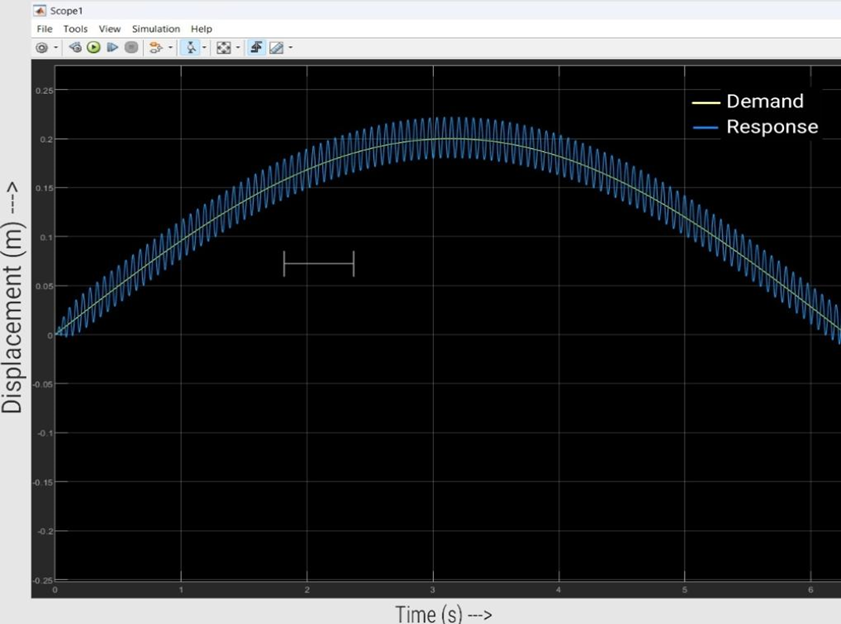 Scope1
File Tools View Simulation Help
Demand
Response
0.25
0.2
0.15
0.1
0.05
0
-0.05
-0.1
-0.15
-0.2
-0.25
0 1 2 3 4 5 6
Displacement (m) ---->
Time (s) --->